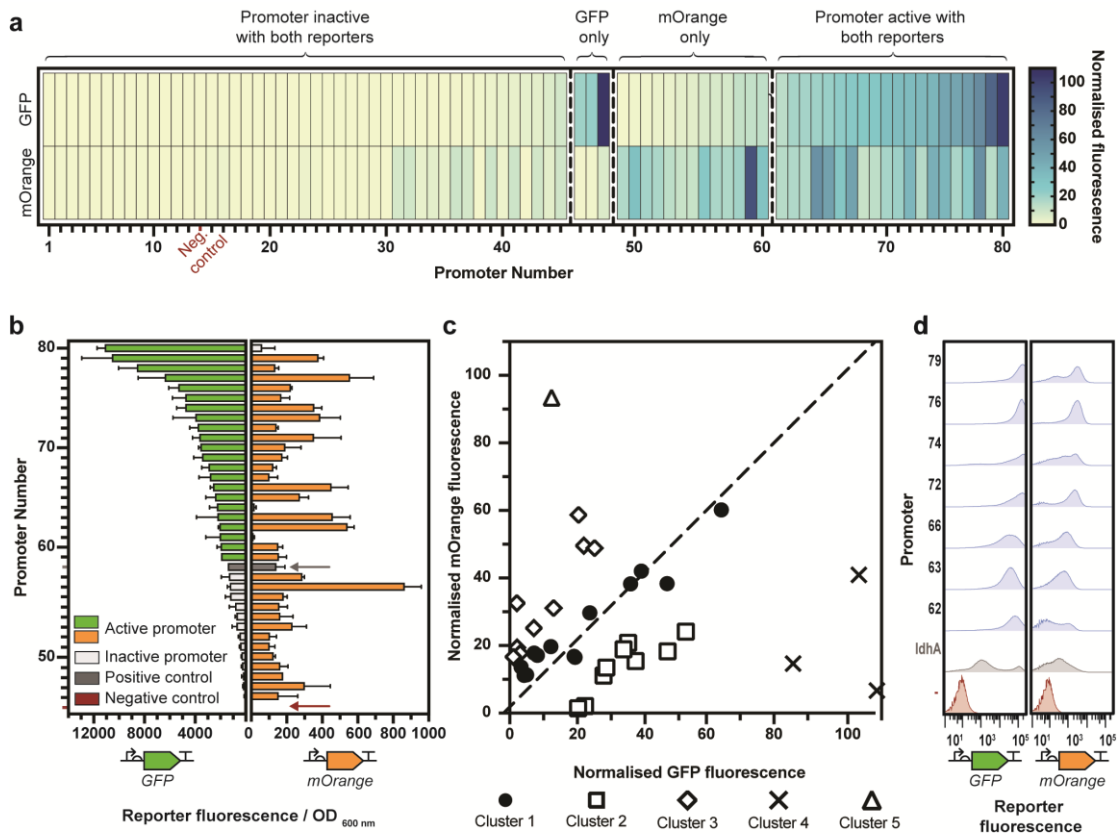 a
Promoter inactive
with both reporters
GFP
only
mOrange
only
Promoter active with
both reporters
GFP
mOrange
1
10
20
30
40
50
60
70
80
Neg.
control
Promoter Number
100
80
60
40
20
0
Normalised fluorescence
b
Promoter Number
80
70
60
50
Active promoter
Inactive promoter
Positive control
Negative control
12000
8000
4000
0
200
400
600
800
1000
GFP
mOrange
Reporter fluorescence / OD 600 nm
c
Normalised mOrange fluorescence
100
80
60
40
20
0
0
20
40
60
80
100
Normalised GFP fluorescence
Cluster 1
Cluster 2
Cluster 3
Cluster 4
Cluster 5
d
Promoter
79
76
74
72
66
63
62
ldhA
-
10¹ 10³ 10⁵
10¹ 10³ 10⁵
GFP
mOrange
Reporter
fluorescence